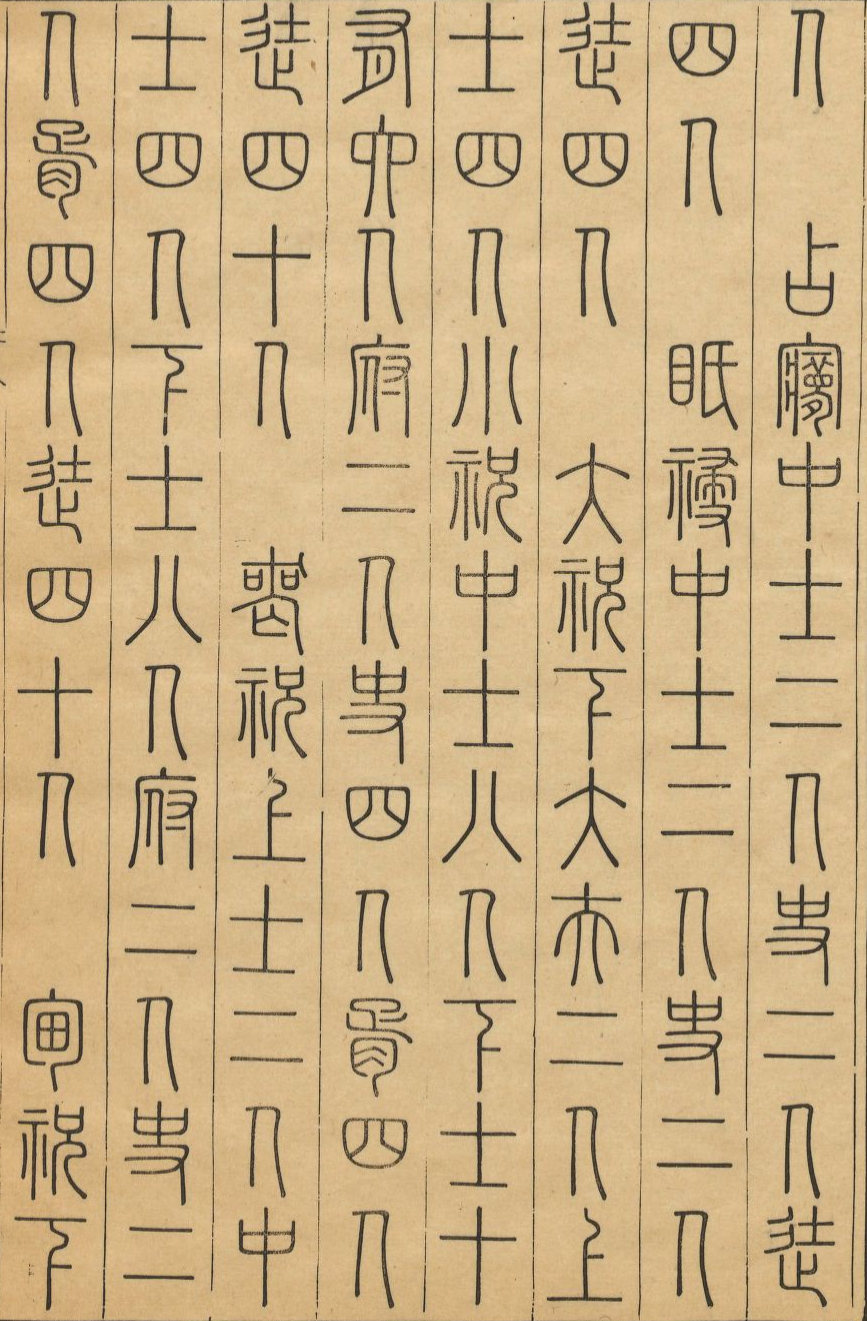 人　占夢中士二人史二人徒
四人　眡祲中士二人史二人
徒四人　大祝下大夫二人上
士四人小祝中士八人下士十
有六人府二人史四人胥四人
徒四十人　喪祝上士二人中
士四人下士八人府二人史二
人胥四人徒四十人　甸祝下